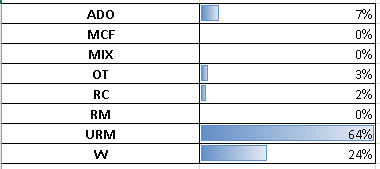 ADO 7%
MCF 0%
MIX 0%
OT 3%
RC 2%
RM 0%
URM 64%
W 24%